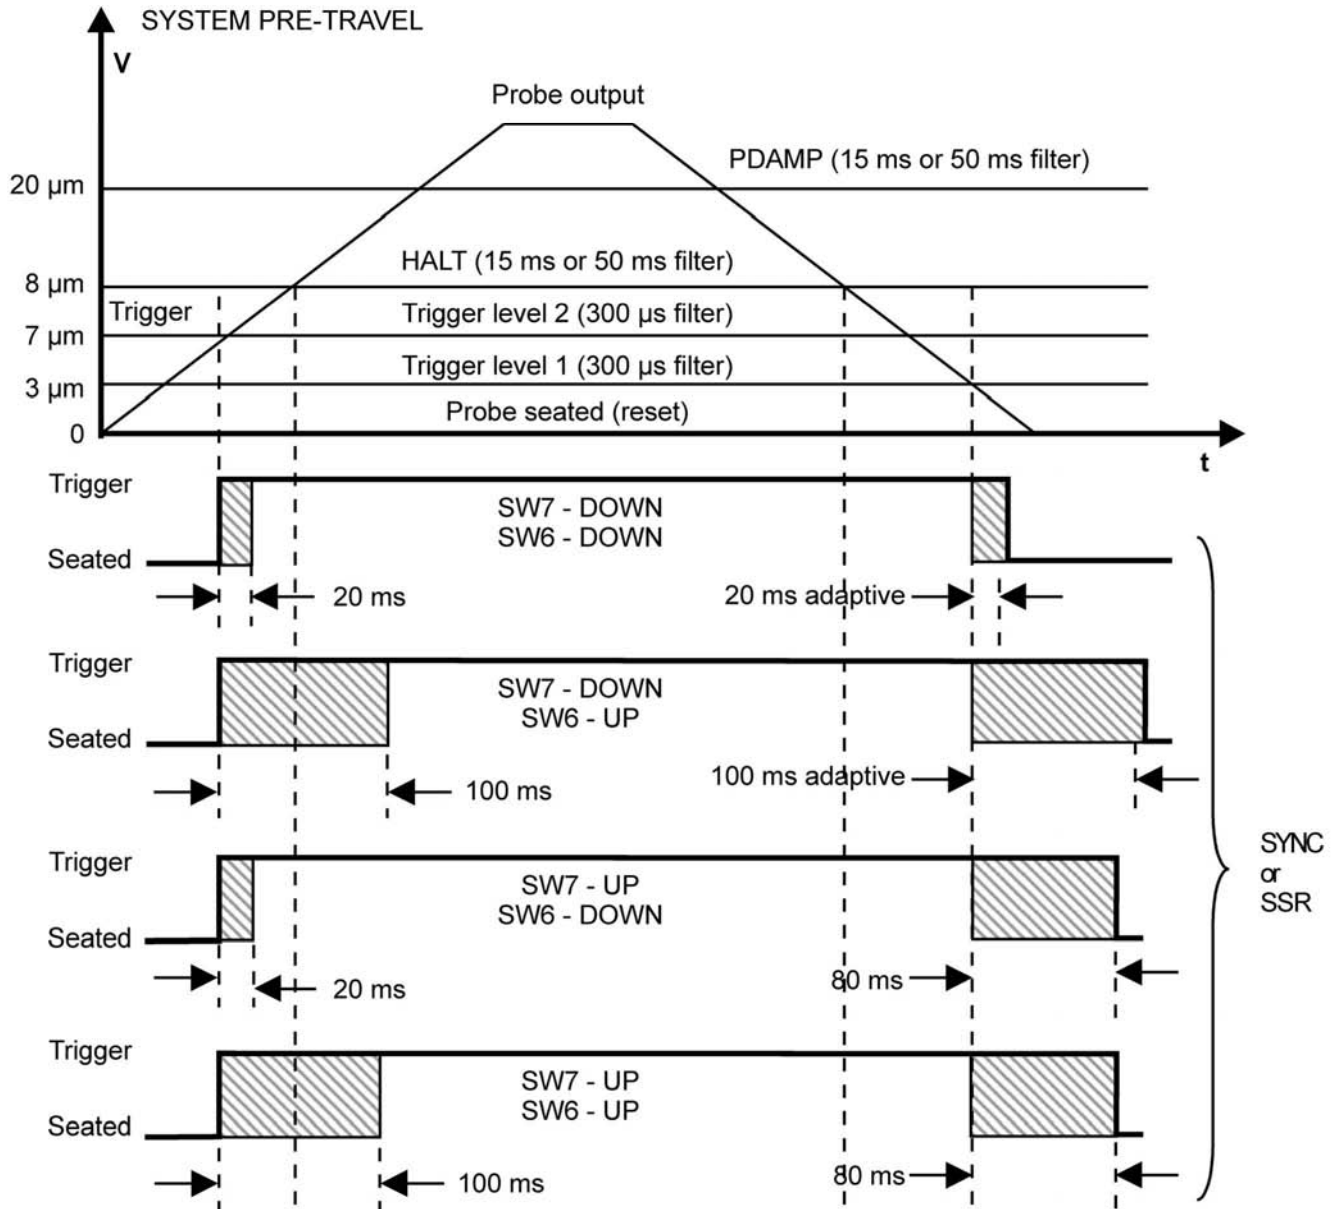 SYSTEM PRE-TRAVEL
V
Probe output
PDAMP (15 ms or 50 ms filter)
20 µm
HALT (15 ms or 50 ms filter)
8 µm
Trigger
Trigger level 2 (300 µs filter)
7 µm
Trigger level 1 (300 µs filter)
3 µm
Probe seated (reset)
0
t
Trigger
SW7 - DOWN
SW6 - DOWN
Seated
20 ms
20 ms adaptive
Trigger
SW7 - DOWN
SW6 - UP
Seated
100 ms
100 ms adaptive
Trigger
SW7 - UP
SW6 - DOWN
Seated
20 ms
80 ms
SYNC
or
SSR
Trigger
SW7 - UP
SW6 - UP
Seated
100 ms
80 ms